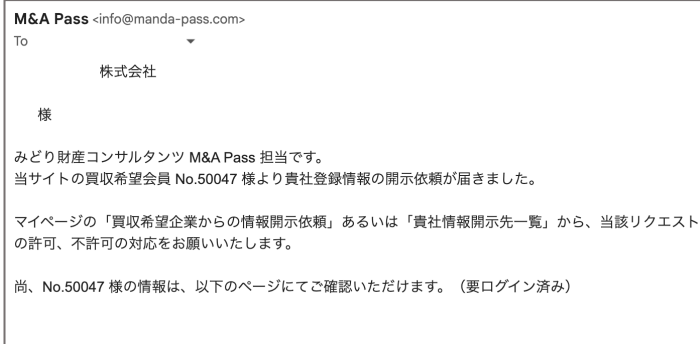 M&A Pass <info@manda-pass.com>
To
株式会社
様
みどり財産コンサルタンツ M&A Pass 担当です。
当サイトの買収希望会員 No.50047 様より貴社登録情報の開示依頼が届きました。
マイページの「買収希望企業からの情報開示依頼」あるいは「貴社情報開示先一覧」から、当該リクエスト
の許可、不許可の対応をお願いいたします。
尚、No.50047 様の情報は、以下のページにてご確認いただけます。（要ログイン済み）